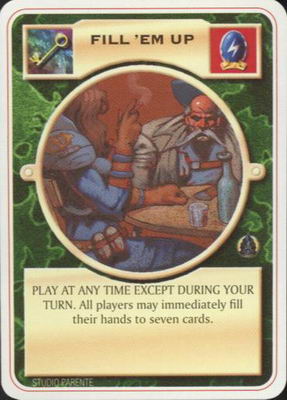 FILL 'EM UP
PLAY AT ANY TIME EXCEPT DURING YOUR
TURN. All players may immediately fill
their hands to seven cards.
STUDIO PARENTE